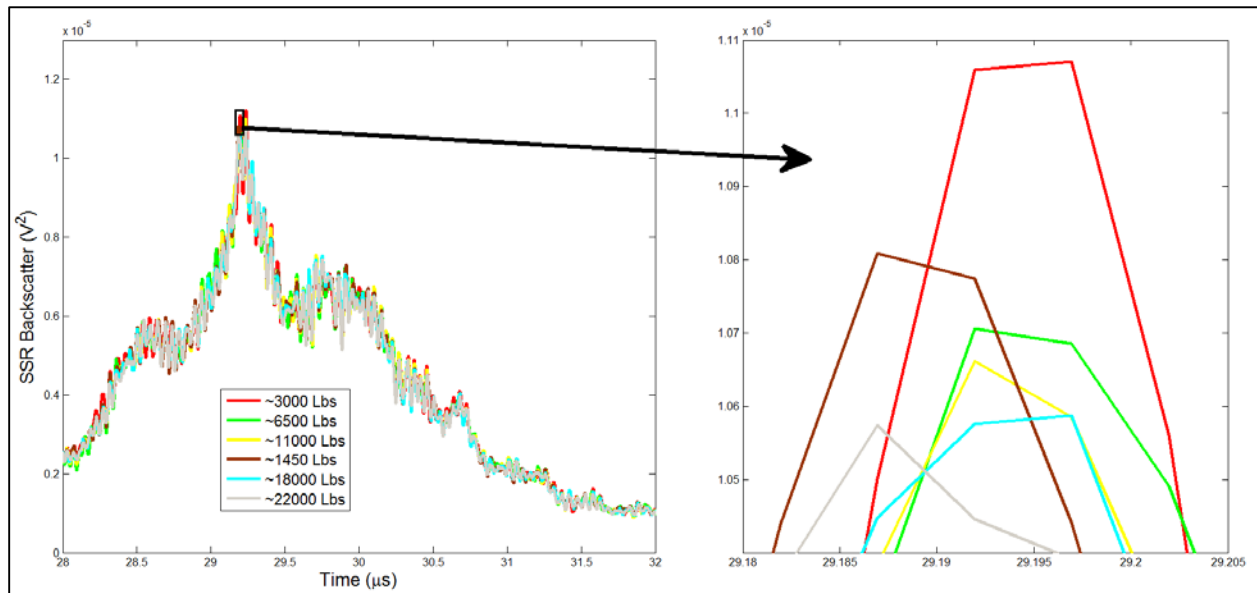 x 10⁻⁵
1.2
1
0.8
0.6
0.4
0.2
0
SSR Backscatter (V²)
~3000 Lbs
~6500 Lbs
~11000 Lbs
~1450 Lbs
~18000 Lbs
~22000 Lbs
28 28.5 29 29.5 30 30.5 31 31.5 32
Time (μs)
1.11 x 10⁻⁵
1.1
1.09
1.08
1.07
1.06
1.05
29.18 29.185 29.19 29.195 29.2 29.205